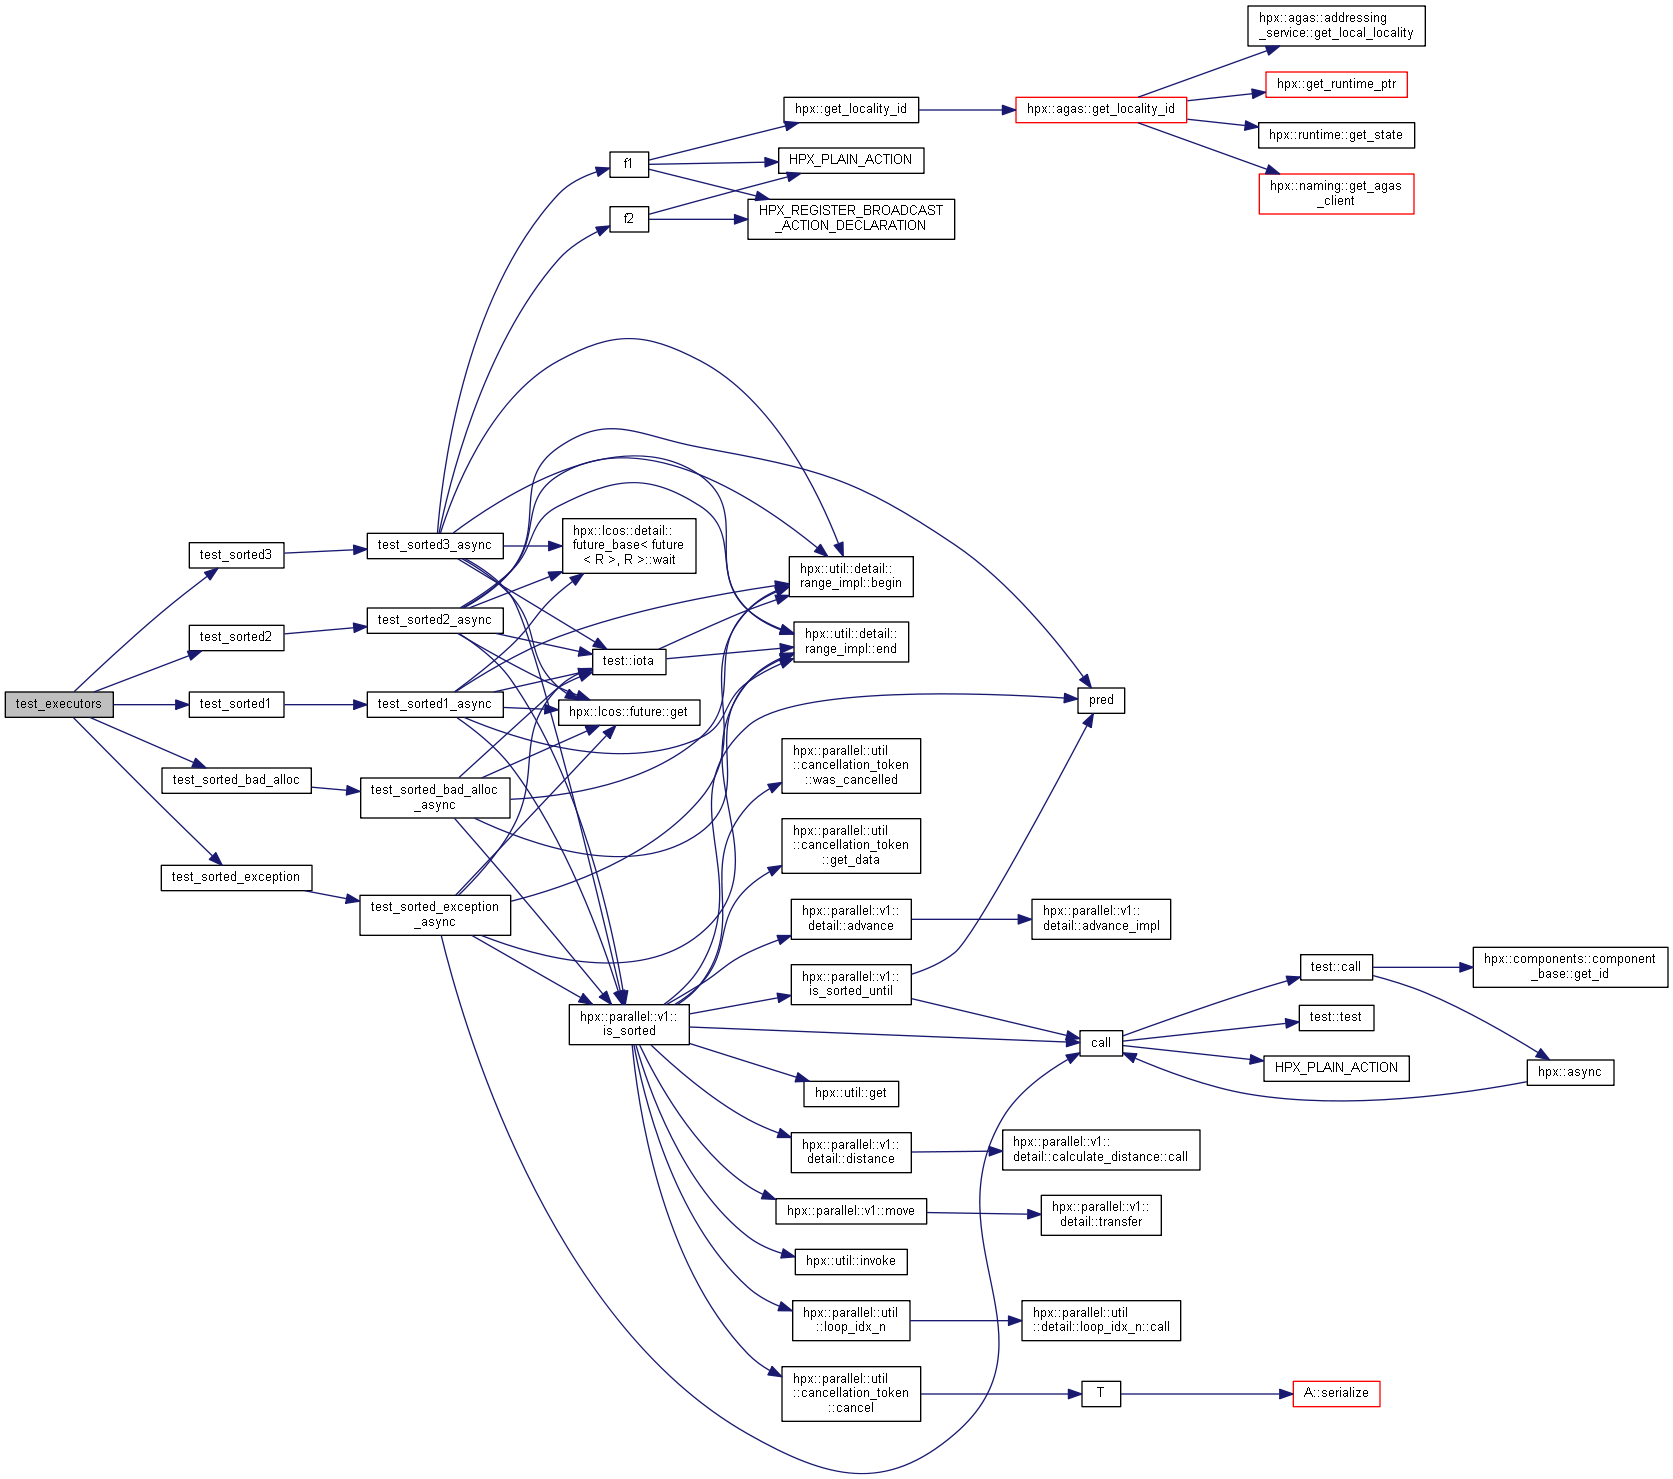 hpx::agas::addressing
_service::get_local_locality
hpx::get_runtime_ptr
hpx::get_locality_id
hpx::agas::get_locality_id
hpx::runtime::get_state
f1
HPX_PLAIN_ACTION
hpx::naming::get_agas
_client
f2
HPX_REGISTER_BROADCAST
_ACTION_DECLARATION
test_sorted3
test_sorted3_async
hpx::lcos::detail::
future_base< future
< R >, R >::wait
hpx::util::detail::
range_impl::begin
test_sorted2
test_sorted2_async
hpx::util::detail::
range_impl::end
test::iota
test_executors
test_sorted1
test_sorted1_async
hpx::lcos::future::get
pred
hpx::parallel::util
::cancellation_token
::was_cancelled
test_sorted_bad_alloc
test_sorted_bad_alloc
_async
hpx::parallel::util
::cancellation_token
::get_data
test_sorted_exception
test_sorted_exception
_async
hpx::parallel::v1::
detail::advance
hpx::parallel::v1::
detail::advance_impl
hpx::parallel::v1::
is_sorted_until
test::call
hpx::components::component
_base::get_id
hpx::parallel::v1::
is_sorted
call
test::test
HPX_PLAIN_ACTION
hpx::async
hpx::util::get
hpx::parallel::v1::
detail::distance
hpx::parallel::v1::
detail::calculate_distance::call
hpx::parallel::v1::move
hpx::parallel::v1::
detail::transfer
hpx::util::invoke
hpx::parallel::util
::loop_idx_n
hpx::parallel::util
::detail::loop_idx_n::call
hpx::parallel::util
::cancellation_token
::cancel
T
A::serialize